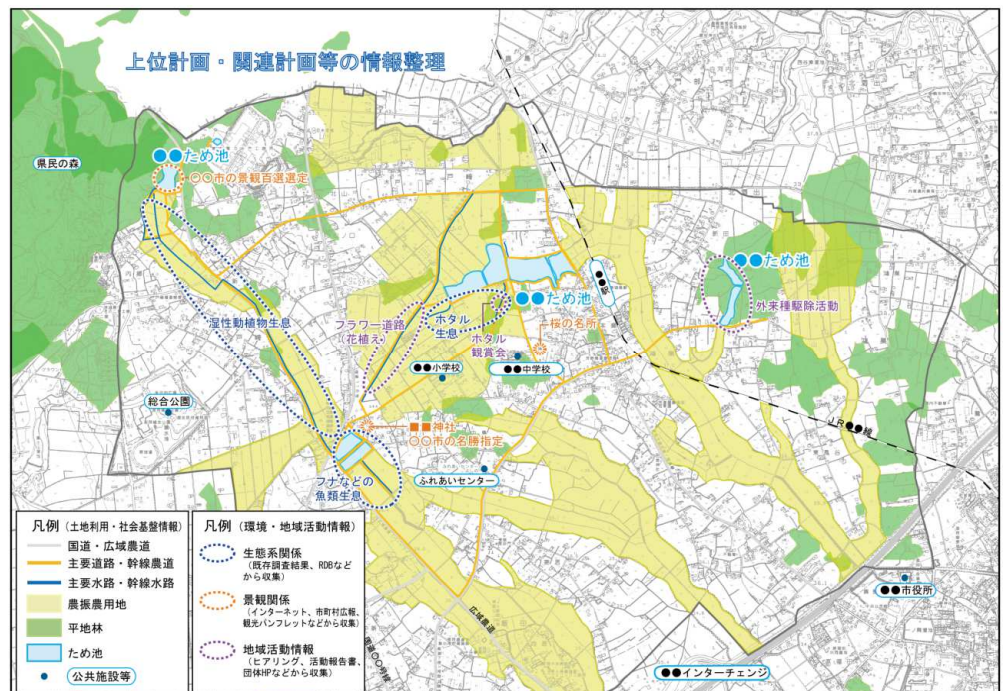 上位計画・関連計画等の情報整理
県民の森
●●ため池
○○市の景観百選選定
●●駅
●●ため池
外来種駆除活動
湿性動植物生息
フラワー道路
(花植え)
ホタル
生息
●●ため池
ホタル
観賞会
桜の名所
●●小学校
●●中学校
総合公園
■■神社
○○市の名勝指定
JR●●線
フナなどの
魚類生息
ふれあいセンター
●●市役所
広域農道
国道○○号線
●●インターチェンジ
凡例(土地利用・社会基盤情報)
国道・広域農道
主要道路・幹線農道
主要水路・幹線水路
農振農用地
平地林
ため池
公共施設等
凡例(環境・地域活動情報)
生態系関係
(既存調査結果、RDBなど
から収集)
景観関係
(インターネット、市町村広報、
観光パンフレットなどから収集)
地域活動情報
(ヒアリング、活動報告書、
団体HPなどから収集)